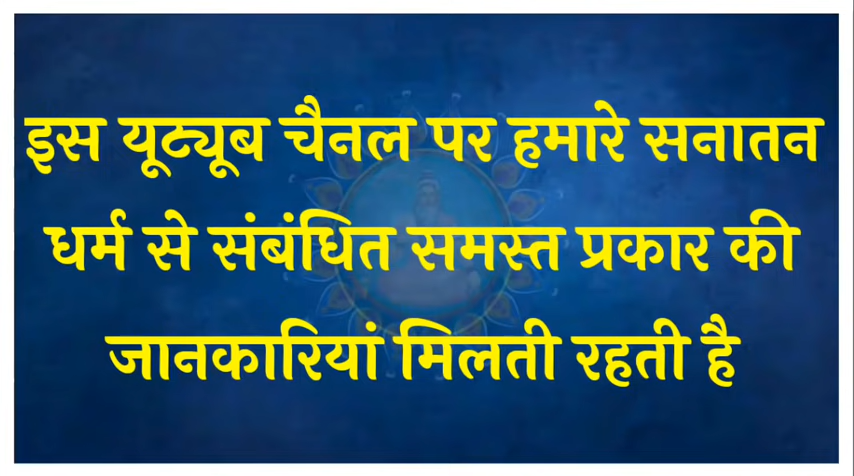 इस यूट्यूब चैनल पर हमारे सनातन
धर्म से संबंधित समस्त प्रकार की
जानकारियां मिलती रहती है